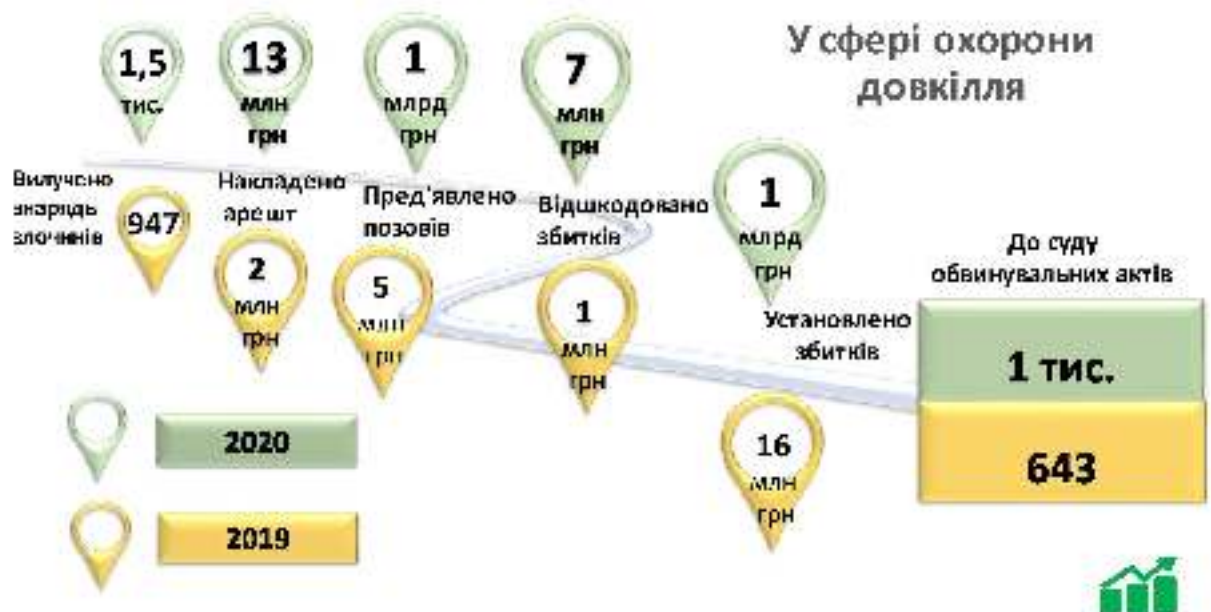 У сфері охорони
довкілля
1,5
тис.
13
млн
грн
1
млрд
грн
7
млн
грн
1
млрд
грн
Вилучено
знарядь
злочинів
947
Накладено
арешт
2
млн
грн
Пред'явлено
позовів
5
млн
грн
Відшкодовано
збитків
1
млн
грн
Установлено
збитків
16
млн
грн
До суду
обвинувальних актів
1 тис.
643
2020
2019